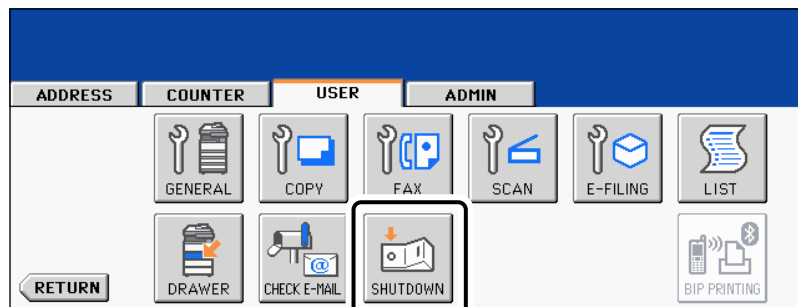 ADDRESS COUNTER USER ADMIN
GENERAL COPY FAX SCAN E-FILING LIST
RETURN DRAWER CHECK E-MAIL SHUTDOWN BIP PRINTING